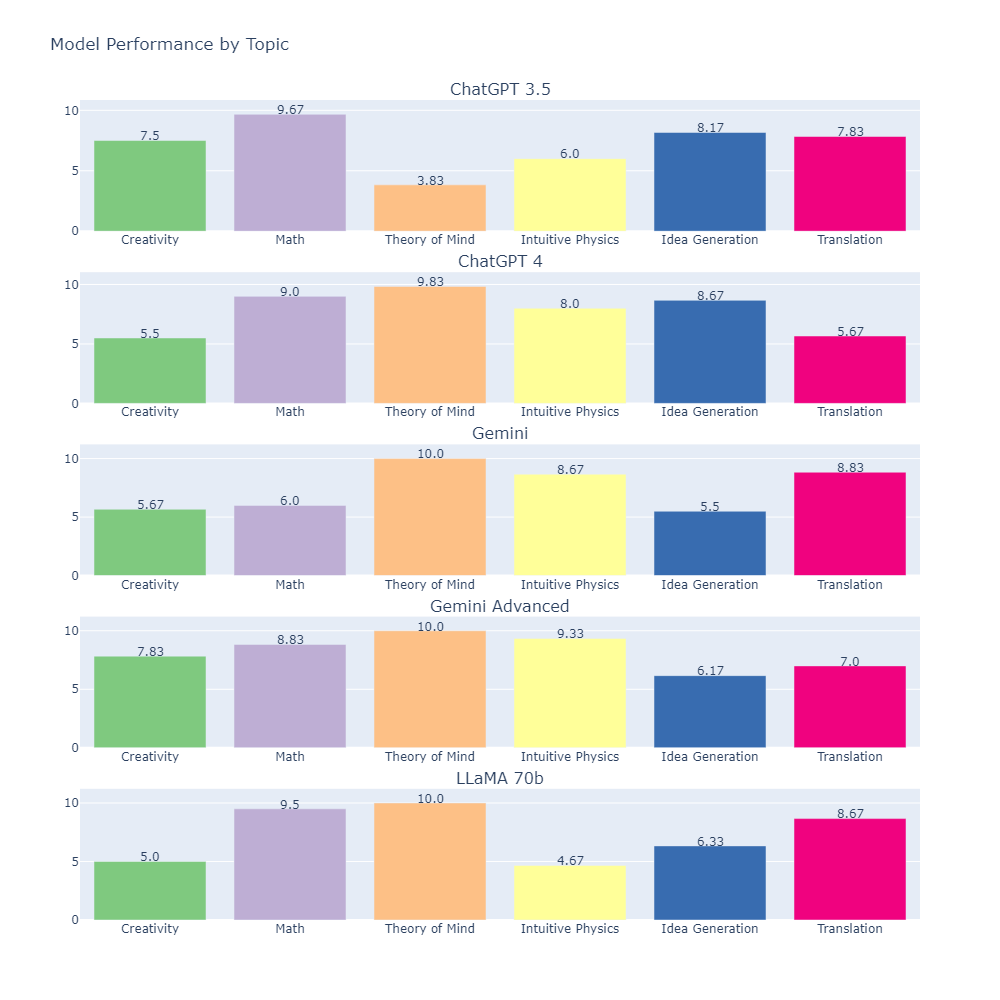 Model Performance by Topic
ChatGPT 3.5
10
5
0
7.5
9.67
3.83
6.0
8.17
7.83
Creativity
Math
Theory of Mind
Intuitive Physics
Idea Generation
Translation
ChatGPT 4
10
5
0
5.5
9.0
9.83
8.0
8.67
5.67
Creativity
Math
Theory of Mind
Intuitive Physics
Idea Generation
Translation
Gemini
10
5
0
5.67
6.0
10.0
8.67
5.5
8.83
Creativity
Math
Theory of Mind
Intuitive Physics
Idea Generation
Translation
Gemini Advanced
10
5
0
7.83
8.83
10.0
9.33
6.17
7.0
Creativity
Math
Theory of Mind
Intuitive Physics
Idea Generation
Translation
LLaMA 70b
10
5
0
5.0
9.5
10.0
4.67
6.33
8.67
Creativity
Math
Theory of Mind
Intuitive Physics
Idea Generation
Translation